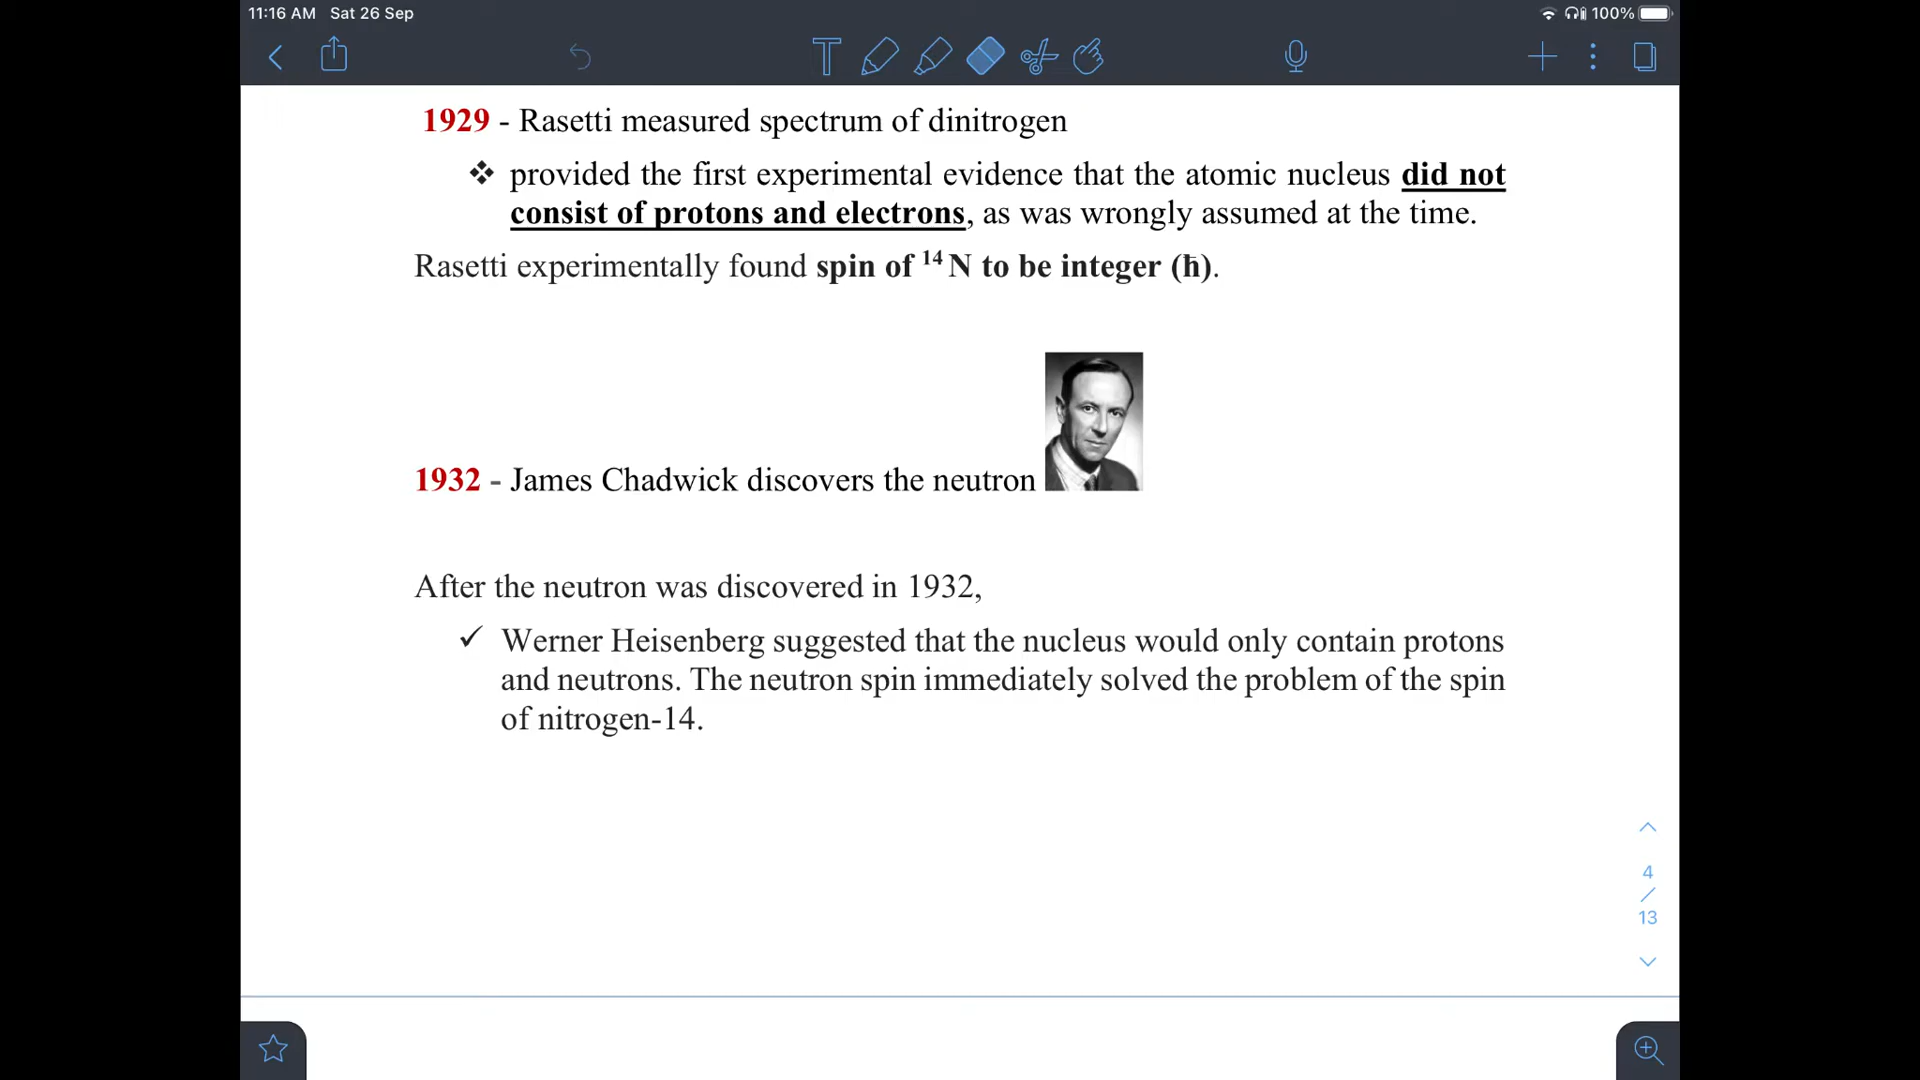 11:16 AM Sat 26 Sep
100%
T
1929 - Rasetti measured spectrum of dinitrogen
❖ provided the first experimental evidence that the atomic nucleus did not
consist of protons and electrons, as was wrongly assumed at the time.
Rasetti experimentally found spin of ¹⁴N to be integer (ħ).
1932 - James Chadwick discovers the neutron
After the neutron was discovered in 1932,
✓ Werner Heisenberg suggested that the nucleus would only contain protons
and neutrons. The neutron spin immediately solved the problem of the spin
of nitrogen-14.
4
/
13